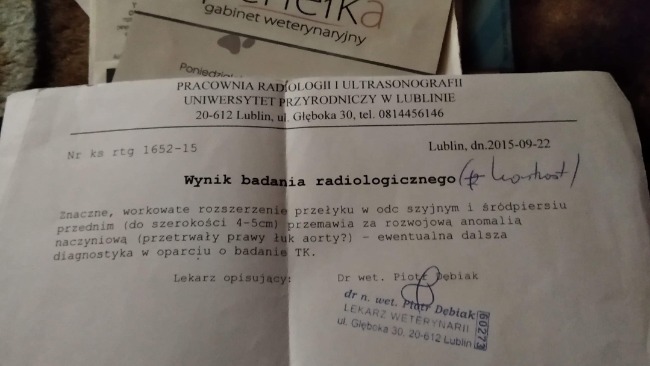 gabinet weterynaryjny
PRACOWNIA RADIOLOGII I ULTRASONOGRAFII
UNIWERSYTET PRZYRODNICZY W LUBLINIE
20-612 Lublin, ul. Głęboka 30, tel. 0814456146
Nr ks rtg 1652-15
Lublin, dn.2015-09-22
Wynik badania radiologicznego (+ kontrast)
Znaczne, workowate rozszerzenie przełyku w odc szyjnym i śródpiersiu
przednim (do szerokości 4-5cm) przemawia za rozwojową anomalią
naczyniową (przetrwały prawy łuk aorty?) - ewentualna dalsza
diagnostyka w oparciu o badanie TK.
Lekarz opisujący:
Dr wet. Piotr Dębiak
dr n. wet. Piotr Dębiak
LEKARZ WETERYNARII
ul. Głęboka 30, 20-612 Lublin
60273